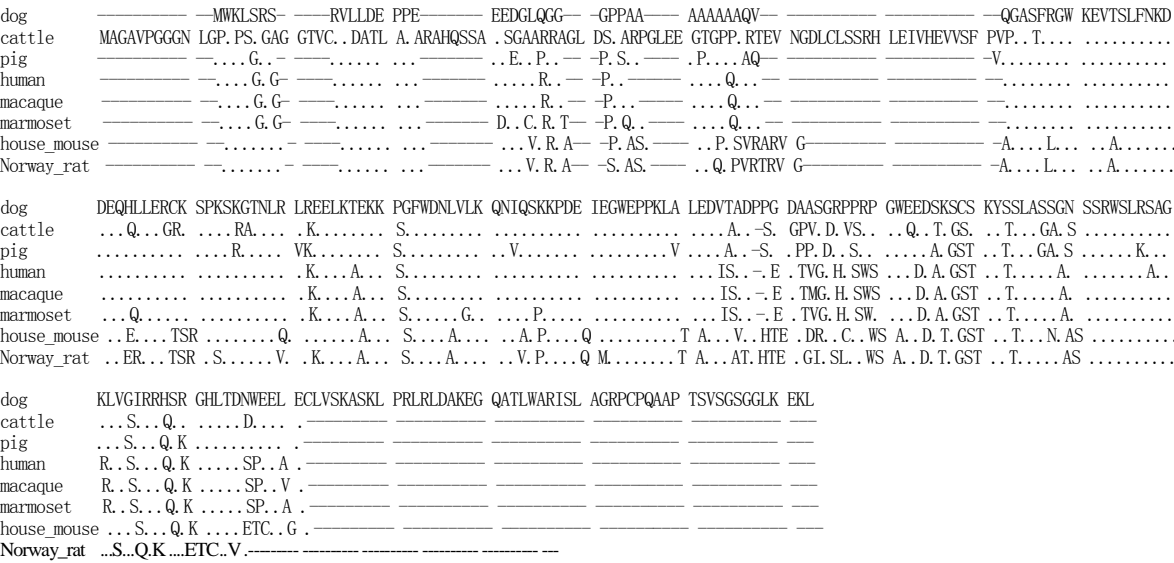 dog ---------- --MWKLSRS- ----RVLLDE PPE------- EEDGLQGG-- -GPPAA---- AAAAAAQV-- ---------- ---------- --QGASFRGW KEVTSLFNKD
cattle MAGAVPGGGN LGP.PS.GAG GTVC..DATL A.ARAHQSSA .SGAARRAGL DS.ARPGLEE GTGPP.RTEV NGDLCLSSRH LEIVHEVVSF PVP..T.... ..........
pig ---------- --....G..- ----...... ...------- ..E..P..-- -P.S..---- P....AQ--- ---------- ---------- --V....... ..........
human ---------- --....G.G- ----...... ...------- .....R..-- -P..------ ....Q...-- ---------- ---------- --........ ..........
macaque ---------- --....G.G- ----...... ...------- .....R..-- -P...----- ....Q...-- ---------- ---------- --........ ..........
marmoset ---------- --....G.G- ----...... ...------- D..C.R.T-- -P.Q..---- ....Q...-- ---------- ---------- --........ ..........
house_mouse ---------- --.......- ----...... ...------- ...V.R.A-- -P.AS.---- ..P.SVRARV G--------- ---------- -A....L... ..A.......
Norway_rat ---------- --.......- ----...... ...------- ...V.R.A-- -S.AS.---- ..Q.PVRTRV G--------- ---------- -A....L... ..A.......
dog DEQHLLERCK SPKSKGTNLR LREELKTEKK PGFWDNLVLK QNIQSKKPDE IEGWEPPKLA LEDVTADPPG DAASGRPPRP GWEEDSKSCS KYSSLASSGN SSRWSLRSAG
cattle ...Q...GR. .....RA... .K........ S......... .......... .......... ....A..-S. GPV.D.VS.. ..Q..T.GS. ..T...GA.S ..........
pig .......... ....R..... VK........ S......... ..V....... .........V ....A..-S. .PP.D..S.. .....A.GST ..T...GA.S ......K...
human .......... .......... .K....A... S......... .......... .......... ....IS..-.E .TVG.H.SWS ...D.A.GST ..T.....A. ..........
macaque .......... .......... .K....A... S......... .......... .......... ....IS..-.E .TMG.H.SWS ...D.A.GST ..T.....A. ..........
marmoset ...Q...... .......... .K....A... S......G.. ....P..... .......... ....IS..-.E .TVG.H.SW. ...D.A.GST ..T.....A. ..........
house_mouse ..E....TSR ........Q. ......A... S.....A... ...A.P....Q .........T A...V..HTE .DR..C..WS A..D.T.GST ..T...N.AS ..........
Norway_rat ..ER...TSR .S......V. .K....A... S.....A... ...V.P....Q M.........T A...AT.HTE .GI.SL..WS A..D.T.GST ..T.....AS ..........
dog KLVGIRRHSR GHLTDNWEEL ECLVSKASKL PRLRLDAKEG QATLWARISL AGRPCPQAAP TSVSGSGGLK EKL
cattle ...S...Q.. .....D.... .--------- ---------- ---------- ---------- ---------- ---
pig ...S...Q.K .......... .--------- ---------- ---------- ---------- ---------- ---
human R..S...Q.K .....SP..A .--------- ---------- ---------- ---------- ---------- ---
macaque R..S...Q.K .....SP..V .--------- ---------- ---------- ---------- ---------- ---
marmoset R..S...Q.K .....SP..A .--------- ---------- ---------- ---------- ---------- ---
house_mouse ...S...Q.K ....ETC..G .--------- ---------- ---------- ---------- ---------- ---
Norway_rat ...S...Q.K ....ETC..V .--------- ---------- ---------- ---------- ---------- ---